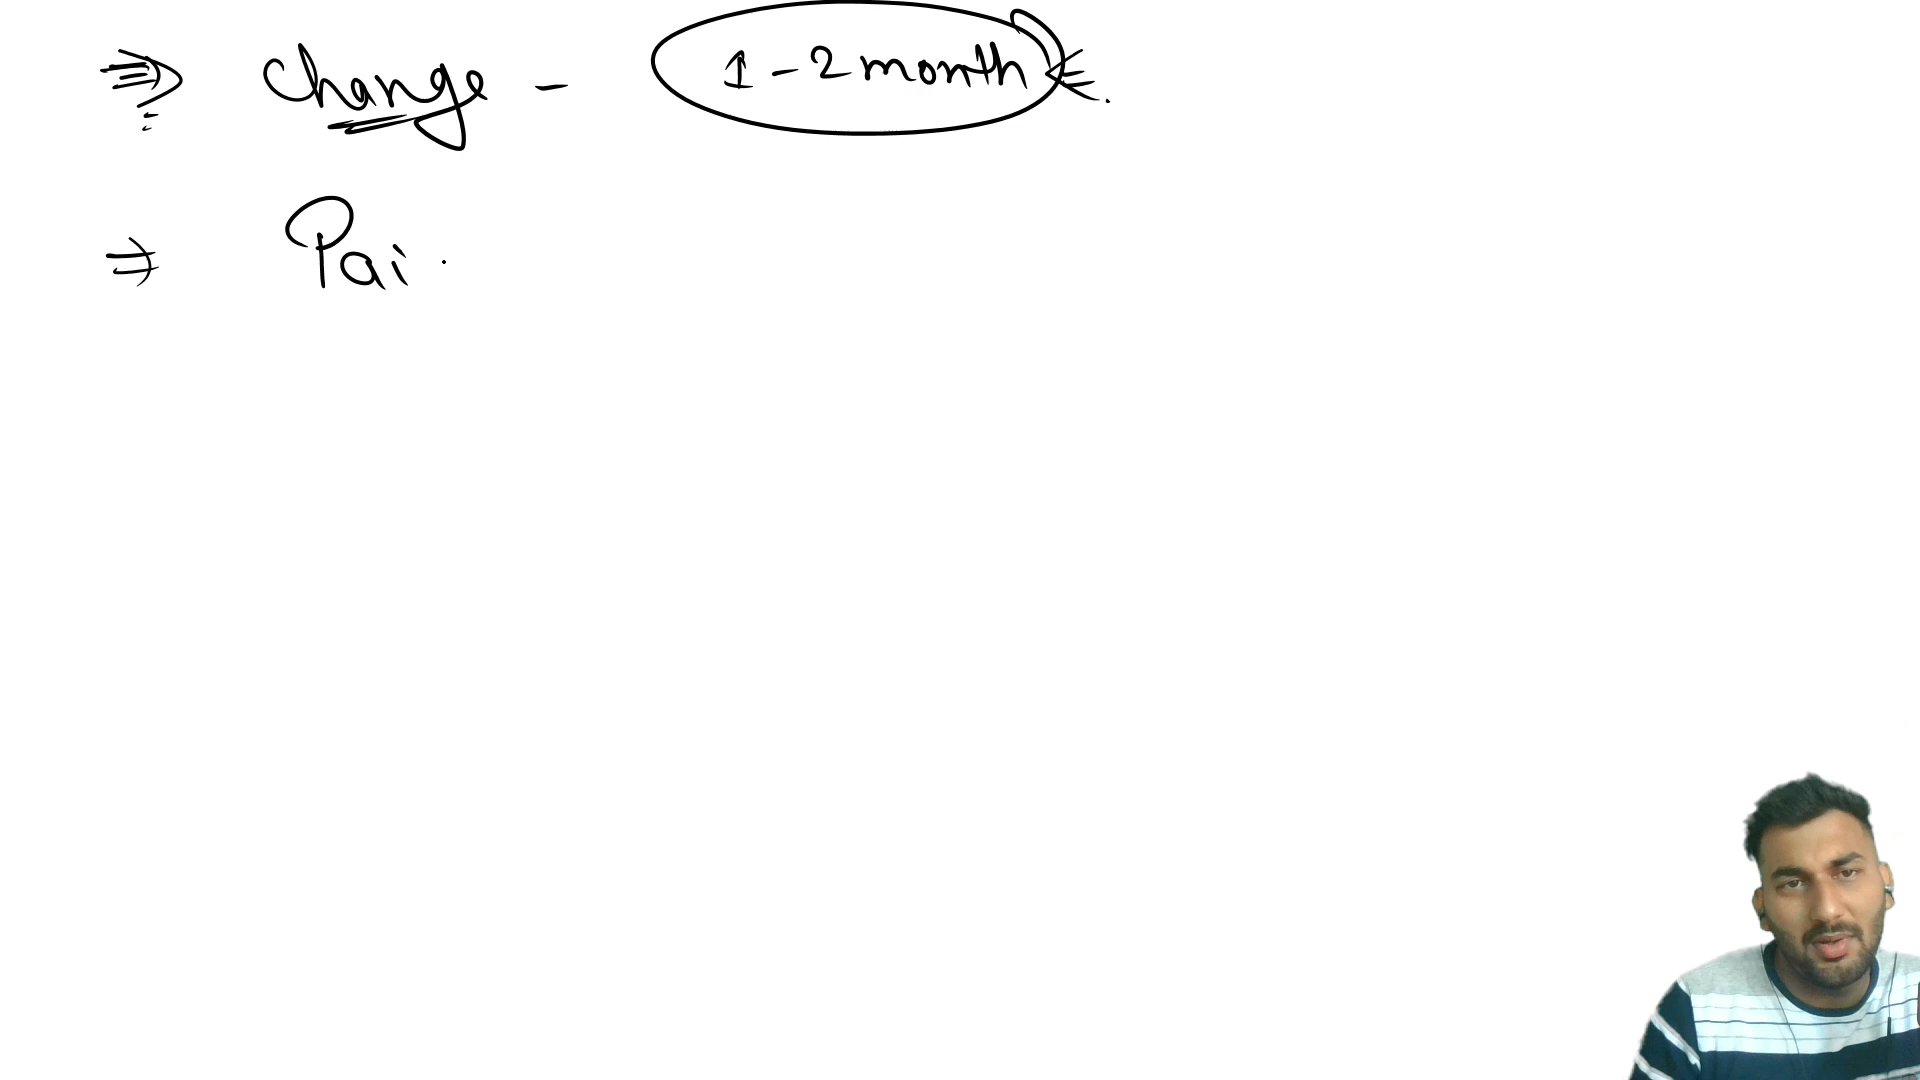 ⇒ Change - 1-2 month
⇒ Pai